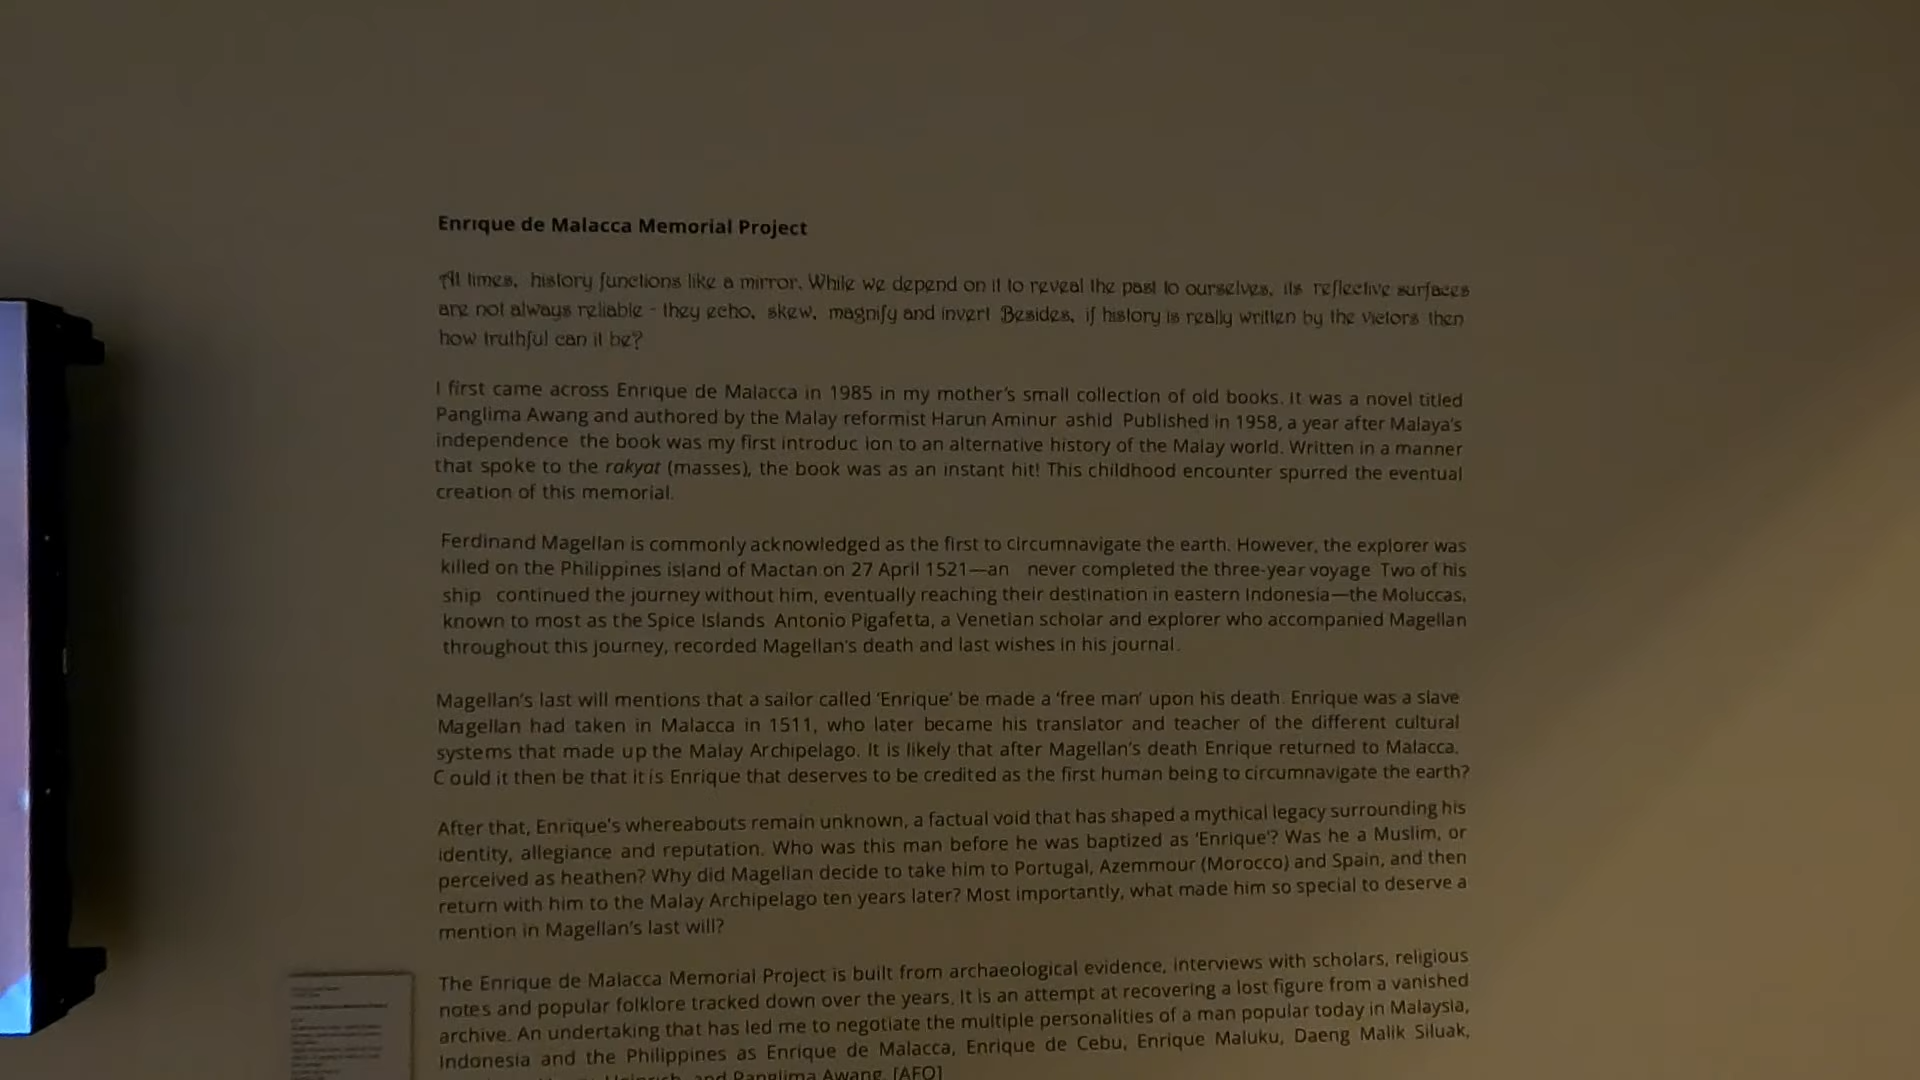 Enrique de Malacca Memorial Project
At times, history functions like a mirror. While we depend on it to reveal the past to ourselves, its reflective surfaces
are not always reliable - they echo, skew, magnify and invert Besides, if history is really written by the victors then
how truthful can it be?
I first came across Enrique de Malacca in 1985 in my mother's small collection of old books. It was a novel titled
Panglima Awang and authored by the Malay reformist Harun Aminur ashid Published in 1958, a year after Malaya's
independence the book was my first introduc ion to an alternative history of the Malay world. Written in a manner
that spoke to the rakyat (masses), the book was as an instant hit! This childhood encounter spurred the eventual
creation of this memorial.
Ferdinand Magellan is commonly acknowledged as the first to circumnavigate the earth. However, the explorer was
killed on the Philippines island of Mactan on 27 April 1521—an never completed the three-year voyage Two of his
ship continued the journey without him, eventually reaching their destination in eastern Indonesia—the Moluccas,
known to most as the Spice Islands Antonio Pigafetta, a Venetian scholar and explorer who accompanied Magellan
throughout this journey, recorded Magellan's death and last wishes in his journal.
Magellan's last will mentions that a sailor called 'Enrique' be made a 'free man' upon his death. Enrique was a slave
Magellan had taken in Malacca in 1511, who later became his translator and teacher of the different cultural
systems that made up the Malay Archipelago. It is likely that after Magellan's death Enrique returned to Malacca.
C ould it then be that it is Enrique that deserves to be credited as the first human being to circumnavigate the earth?
After that, Enrique's whereabouts remain unknown, a factual void that has shaped a mythical legacy surrounding his
identity, allegiance and reputation. Who was this man before he was baptized as 'Enrique'? Was he a Muslim, or
perceived as heathen? Why did Magellan decide to take him to Portugal, Azemmour (Morocco) and Spain, and then
return with him to the Malay Archipelago ten years later? Most importantly, what made him so special to deserve a
mention in Magellan's last will?
The Enrique de Malacca Memorial Project is built from archaeological evidence, interviews with scholars, religious
notes and popular folklore tracked down over the years. It is an attempt at recovering a lost figure from a vanished
archive. An undertaking that has led me to negotiate the multiple personalities of a man popular today in Malaysia,
Indonesia and the Philippines as Enrique de Malacca, Enrique de Cebu, Enrique Maluku, Daeng Malik Siluak,
Heinrich, and Panglima Awang. [AFO]